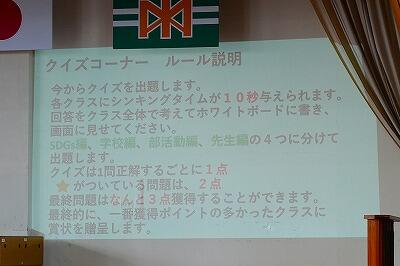 クイズコーナー　ルール説明
今からクイズを出題します。
各クラスにシンキングタイムが１０秒与えられます。
回答をクラス全体で考えてホワイトボードに書き、
画面に見せてください。
SDGs編、学校編、部活動編、先生編の４つに分けて
出題します。
クイズは1問正解するごとに１点
★がついている問題は、２点
最終問題はなんと３点獲得することができます。
最終的に、一番獲得ポイントの多かったクラスに
賞状を贈呈します。